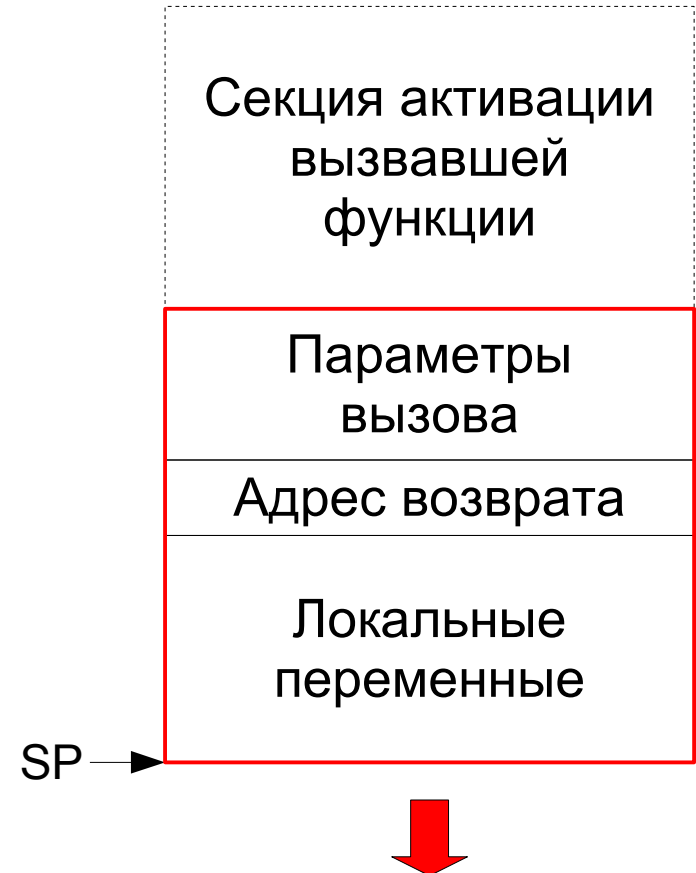 Секция активации
вызвавшей
функции
Параметры
вызова
Адрес возврата
Локальные
переменные
SP